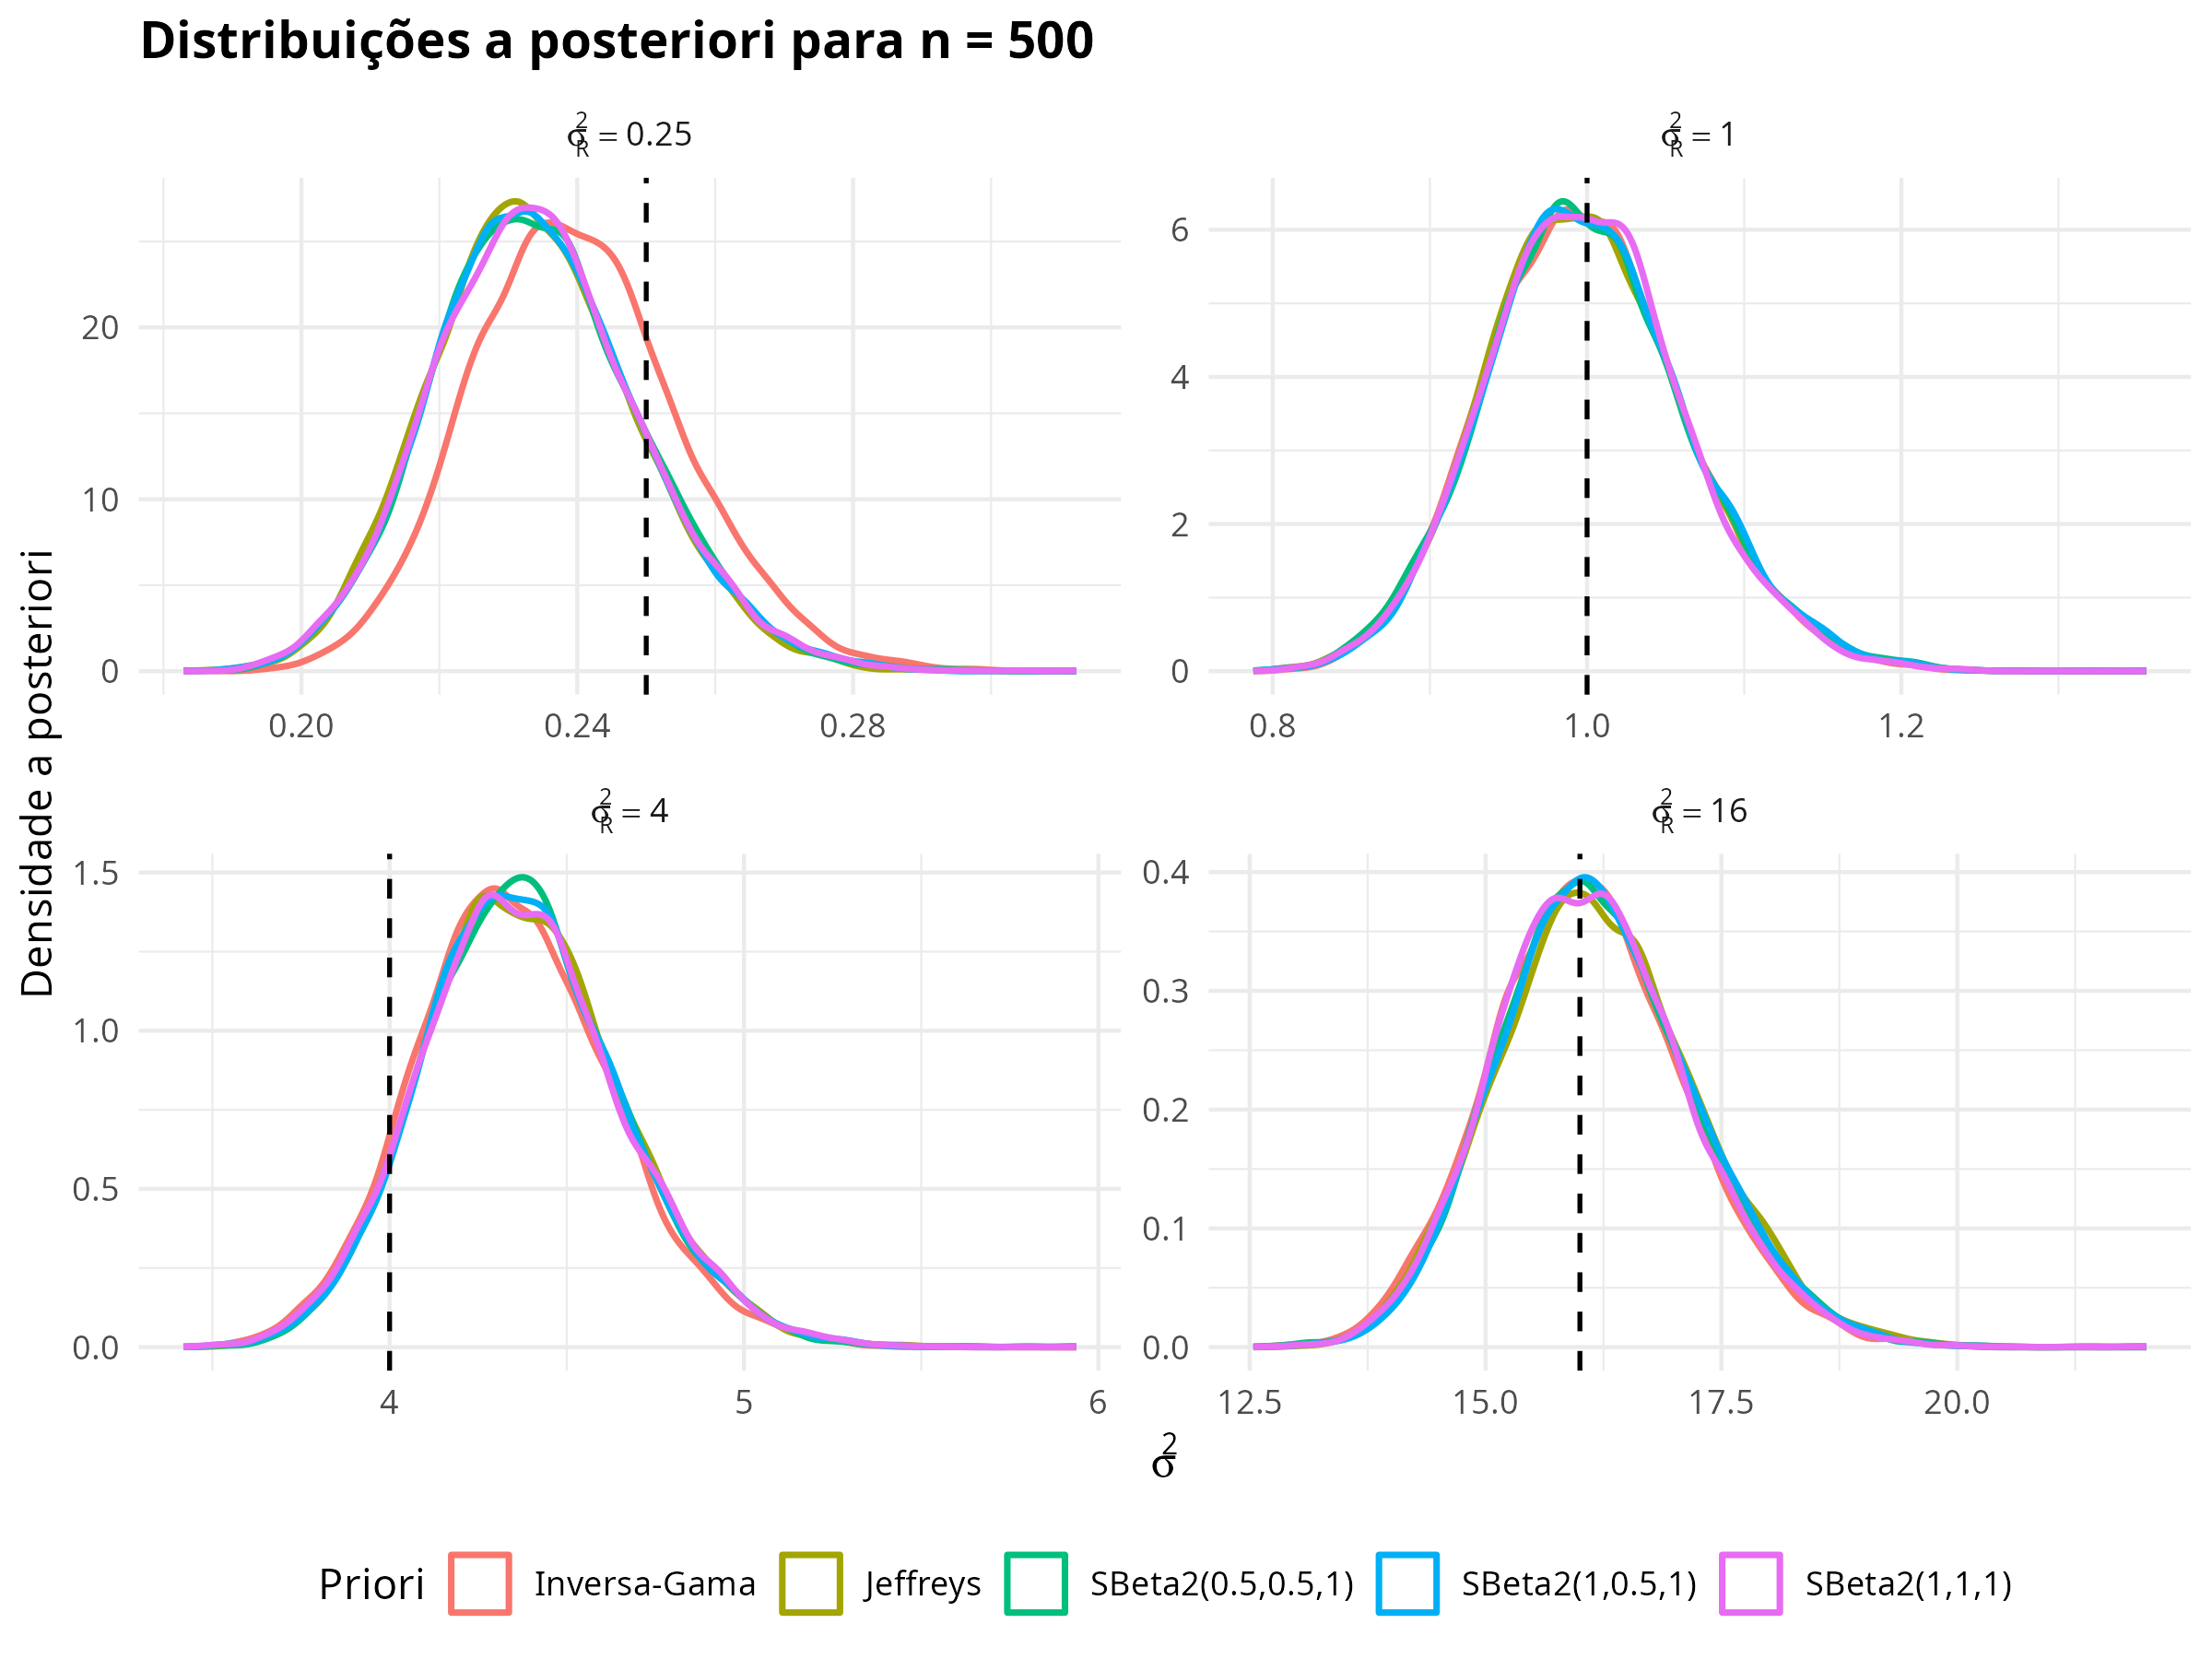 Distribuições a posteriori para n = 500
σ²_R = 0.25
σ²_R = 1
Densidade a posteriori
20
10
0
0.20 0.24 0.28
6
4
2
0
0.8 1.0 1.2
σ²_R = 4
σ²_R = 16
1.5
1.0
0.5
0.0
4 5 6
0.4
0.3
0.2
0.1
0.0
12.5 15.0 17.5 20.0
σ²
Priori Inversa-Gama Jeffreys SBeta2(0.5,0.5,1) SBeta2(1,0.5,1) SBeta2(1,1,1)